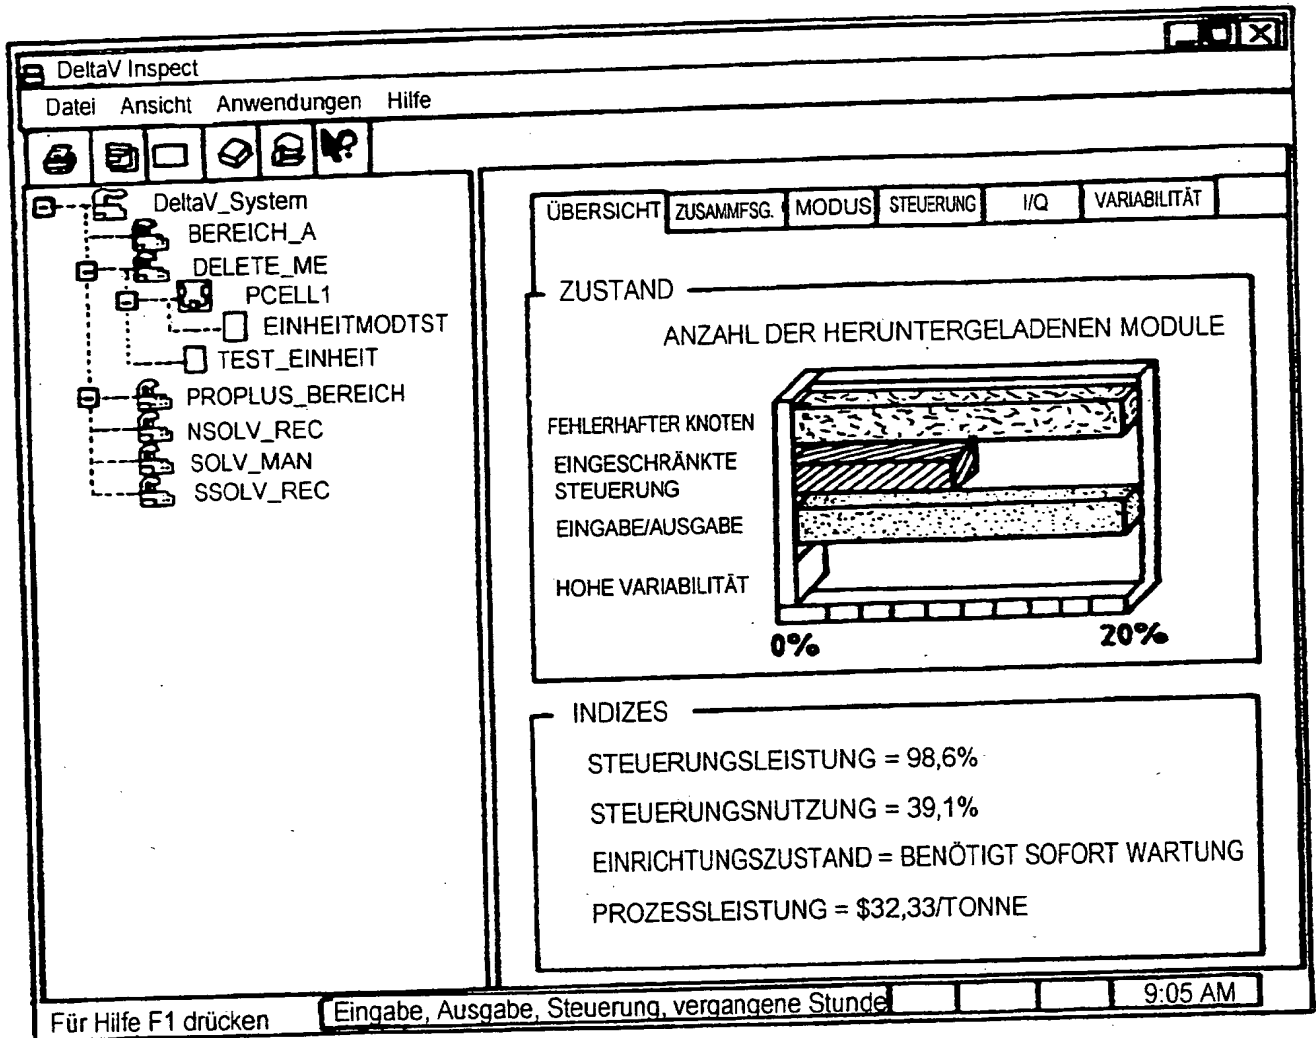 DeltaV Inspect
Datei Ansicht Anwendungen Hilfe
DeltaV_System
BEREICH_A
DELETE_ME
PCELL1
EINHEITMODTST
TEST_EINHEIT
PROPLUS_BEREICH
NSOLV_REC
SOLV_MAN
SSOLV_REC
ÜBERSICHT ZUSAMMFSG. MODUS STEUERUNG I/Q VARIABILITÄT
ZUSTAND
ANZAHL DER HERUNTERGELADENEN MODULE
FEHLERHAFTER KNOTEN
EINGESCHRÄNKTE
STEUERUNG
EINGABE/AUSGABE
HOHE VARIABILITÄT
0% 20%
INDIZES
STEUERUNGSLEISTUNG = 98,6%
STEUERUNGSNUTZUNG = 39,1%
EINRICHTUNGSZUSTAND = BENÖTIGT SOFORT WARTUNG
PROZESSLEISTUNG = $32,33/TONNE
Für Hilfe F1 drücken Eingabe, Ausgabe, Steuerung, vergangene Stunde 9:05 AM